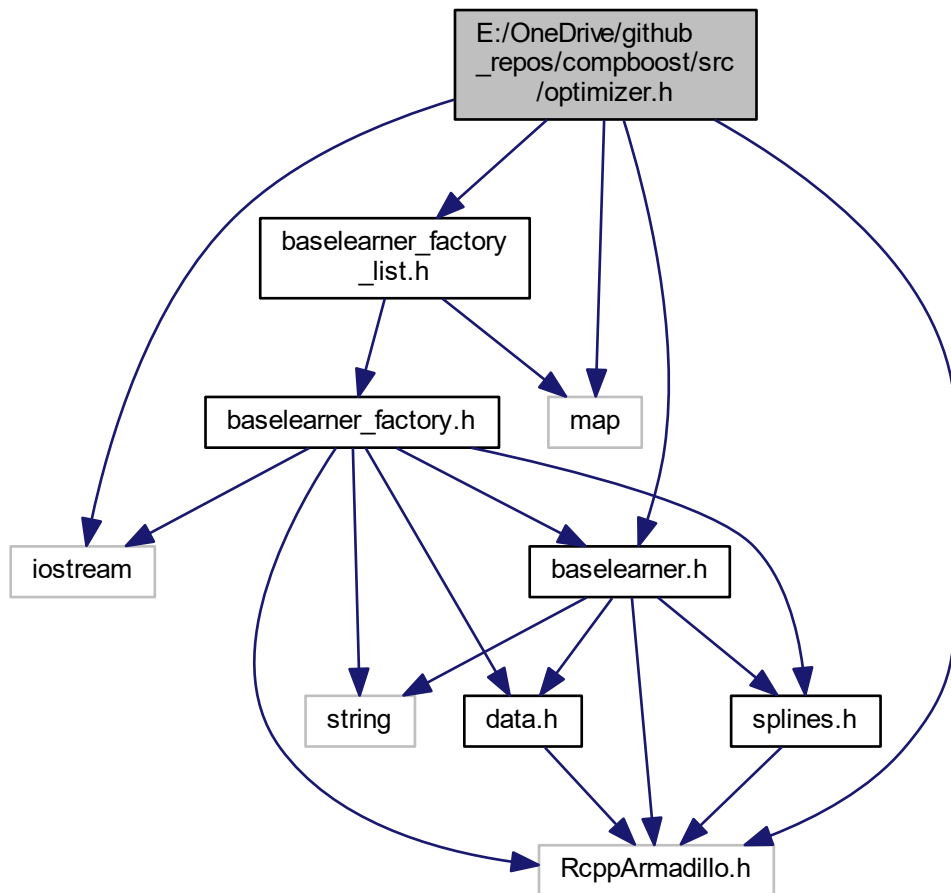 E:/OneDrive/github
_repos/compboost/src
/optimizer.h
baselearner_factory
_list.h
baselearner_factory.h
map
iostream
baselearner.h
string
data.h
splines.h
RcppArmadillo.h